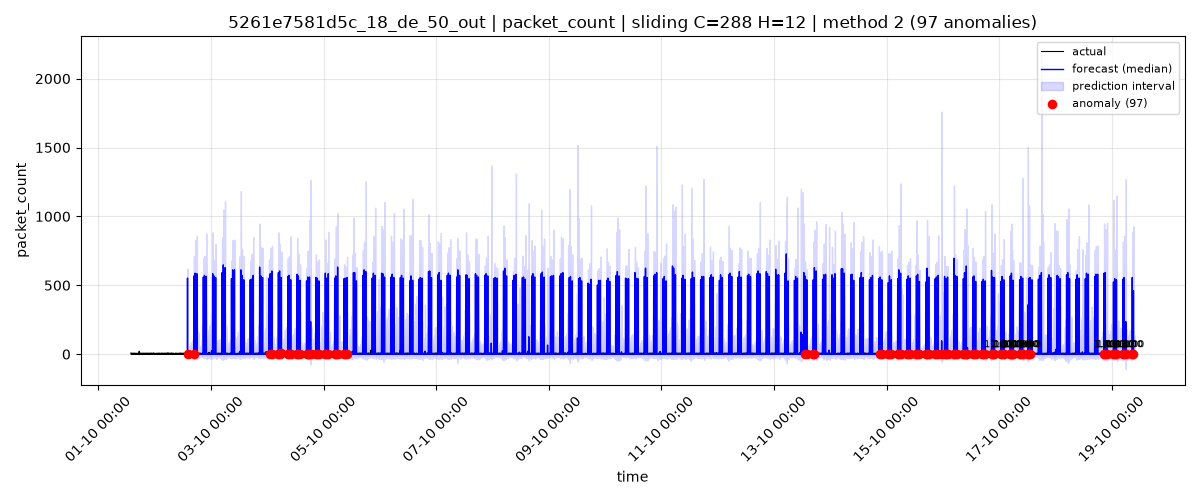 5261e7581d5c_18_de_50_out | packet_count | sliding C=288 H=12 | method 2 (97 anomalies)
actual
forecast (median)
prediction interval
anomaly (97)
packet_count
2000
1500
1000
500
0
01-10 00:00
03-10 00:00
05-10 00:00
07-10 00:00
09-10 00:00
11-10 00:00
13-10 00:00
15-10 00:00
17-10 00:00
19-10 00:00
time